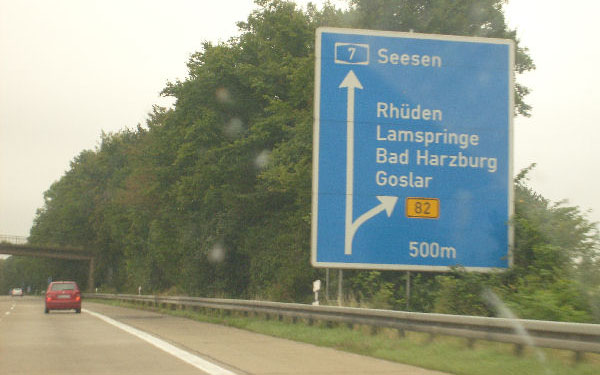 7 Seesen
Rhüden
Lamspringe
Bad Harzburg
Goslar
82
500m